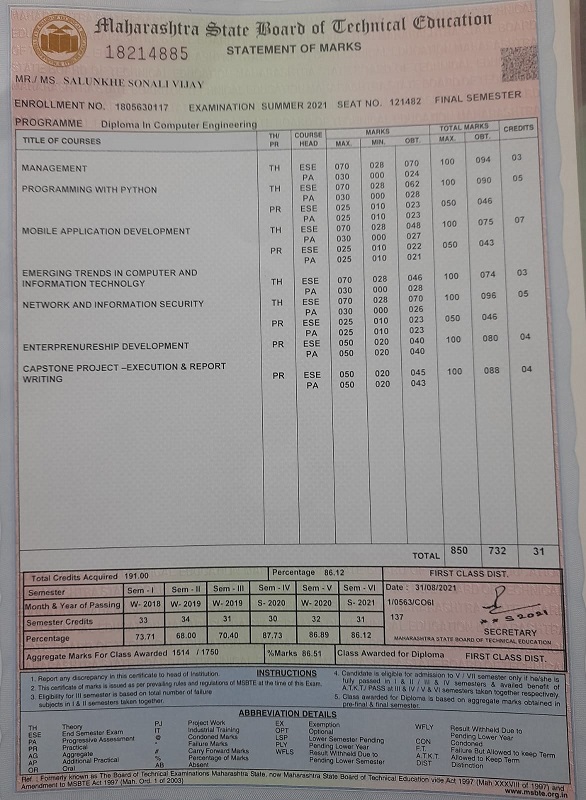 Maharashtra State Board of Technical Education
18214885
STATEMENT OF MARKS
MR./ MS. SALUNKHE SONALI VIJAY
ENROLLMENT NO. 1805630117 EXAMINATION SUMMER 2021 SEAT NO. 121482 FINAL SEMESTER
PROGRAMME Diploma In Computer Engineering
TITLE OF COURSES TH/ PR COURSE HEAD MARKS MAX. MIN. OBT. TOTAL MARKS MAX. OBT. CREDITS
MANAGEMENT TH ESE 070 028 070 100 094 03
PA 030 000 024
PROGRAMMING WITH PYTHON TH ESE 070 028 062 100 090 05
PA 030 000 028
PR ESE 025 010 023 050 046
PA 025 010 023
MOBILE APPLICATION DEVELOPMENT TH ESE 070 028 048 100 075 07
PA 030 000 027
PR ESE 025 010 022 050 043
PA 025 010 021
EMERGING TRENDS IN COMPUTER AND
INFORMATION TECHNOLGY TH ESE 070 028 046 100 074 03
PA 030 000 028
NETWORK AND INFORMATION SECURITY TH ESE 070 028 070 100 096 05
PA 030 000 026
PR ESE 025 010 023 050 046
PA 025 010 023
ENTERPRENURESHIP DEVELOPMENT PR ESE 050 020 040 100 080 04
PA 050 020 040
CAPSTONE PROJECT –EXECUTION & REPORT
WRITING PR ESE 050 020 045 100 088 04
PA 050 020 043
TOTAL 850 732 31
Total Credits Acquired 191.00 Percentage 86.12 FIRST CLASS DIST.
Semester Sem - I Sem - II Sem - III Sem - IV Sem - V Sem - VI Date : 31/08/2021
Month & Year of Passing W- 2018 W- 2019 W- 2019 S- 2020 W- 2020 S- 2021 1/0563/CO6I
Semester Credits 33 34 31 30 32 31 137
Percentage 73.71 68.00 70.40 87.73 86.89 86.12
SECRETARY
MAHARASHTRA STATE BOARD OF TECHNICAL EDUCATION
Aggregate Marks For Class Awarded 1514 / 1750 %Marks 86.51 Class Awarded for Diploma FIRST CLASS DIST.
INSTRUCTIONS
1. Report any discrepancy in this certificate to head of Institution.
2. This certificate of marks is issued as per prevailing rules and regulations of MSBTE at the time of this Exam.
3. Eligibility for III semester is based on total number of failure
subjects in I & II semesters taken together.
4. Candidate is eligible for admission to V / VII semester only if he/she is
fully passed in I & II / III & IV semesters & availed benefit of
A.T.K.T./ PASS at III & IV / V & VI semesters taken together respectively.
5. Class awarded for Diploma is based on aggregate marks obtained in
pre-final & final semester.
ABBREVIATION DETAILS
TH Theory PJ Project Work EX Exemption WFLY Result Withheld Due to
ESE End Semester Exam IT Industrial Training OPT Optional Pending Lower Year
PA Progressive Assessment @ Condoned Marks LSP Lower Semester Pending CON Condoned
PR Practical * Failure Marks PLY Pending Lower Year F.T. Failure But Allowed to Keep Term
AG Aggregate # Carry Forward Marks WFLS Result Withheld Due to A.T.K.T Allowed to Keep Term
AP Additional Practical % Percentage of Marks Pending Lower Semester DIST Distinction
OR Oral AB Absent
Ref : Formerly known as The Board of Technical Examinations Maharashtra State, now Maharashtra State Board of Technical Education vide Act 1997 (Mah.XXXVIII of 1997) and
Amendment to MSBTE Act 1997 (Mah. Ord. 1 of 2003)
www.msbte.org.in